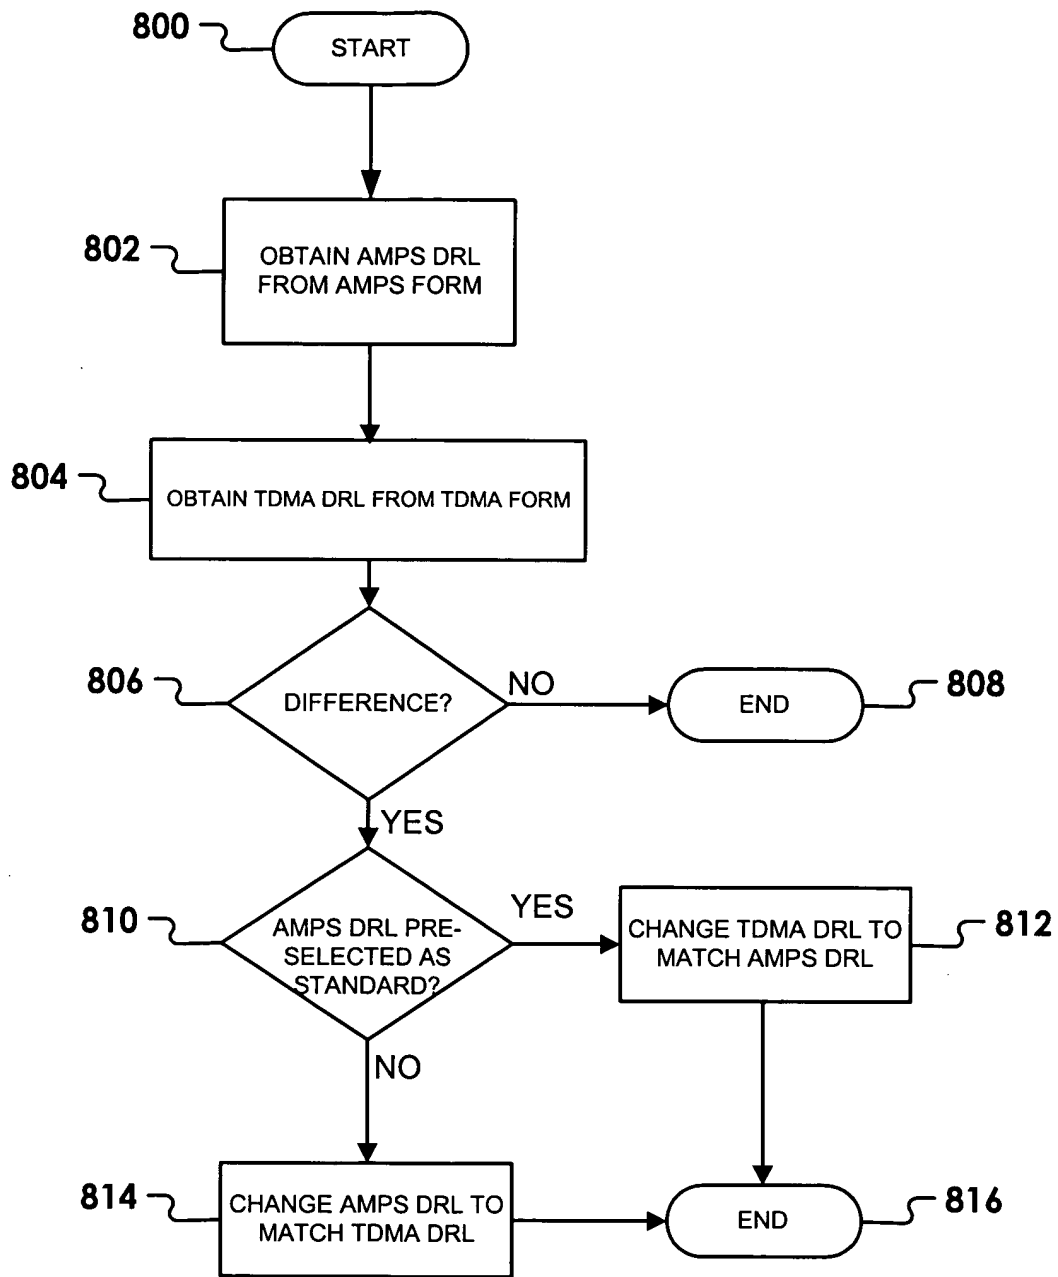 800
START
802
OBTAIN AMPS DRL
FROM AMPS FORM
804
OBTAIN TDMA DRL FROM TDMA FORM
806
DIFFERENCE?
NO
END
808
YES
810
AMPS DRL PRE-
SELECTED AS
STANDARD?
YES
CHANGE TDMA DRL TO
MATCH AMPS DRL
812
NO
814
CHANGE AMPS DRL TO
MATCH TDMA DRL
END
816